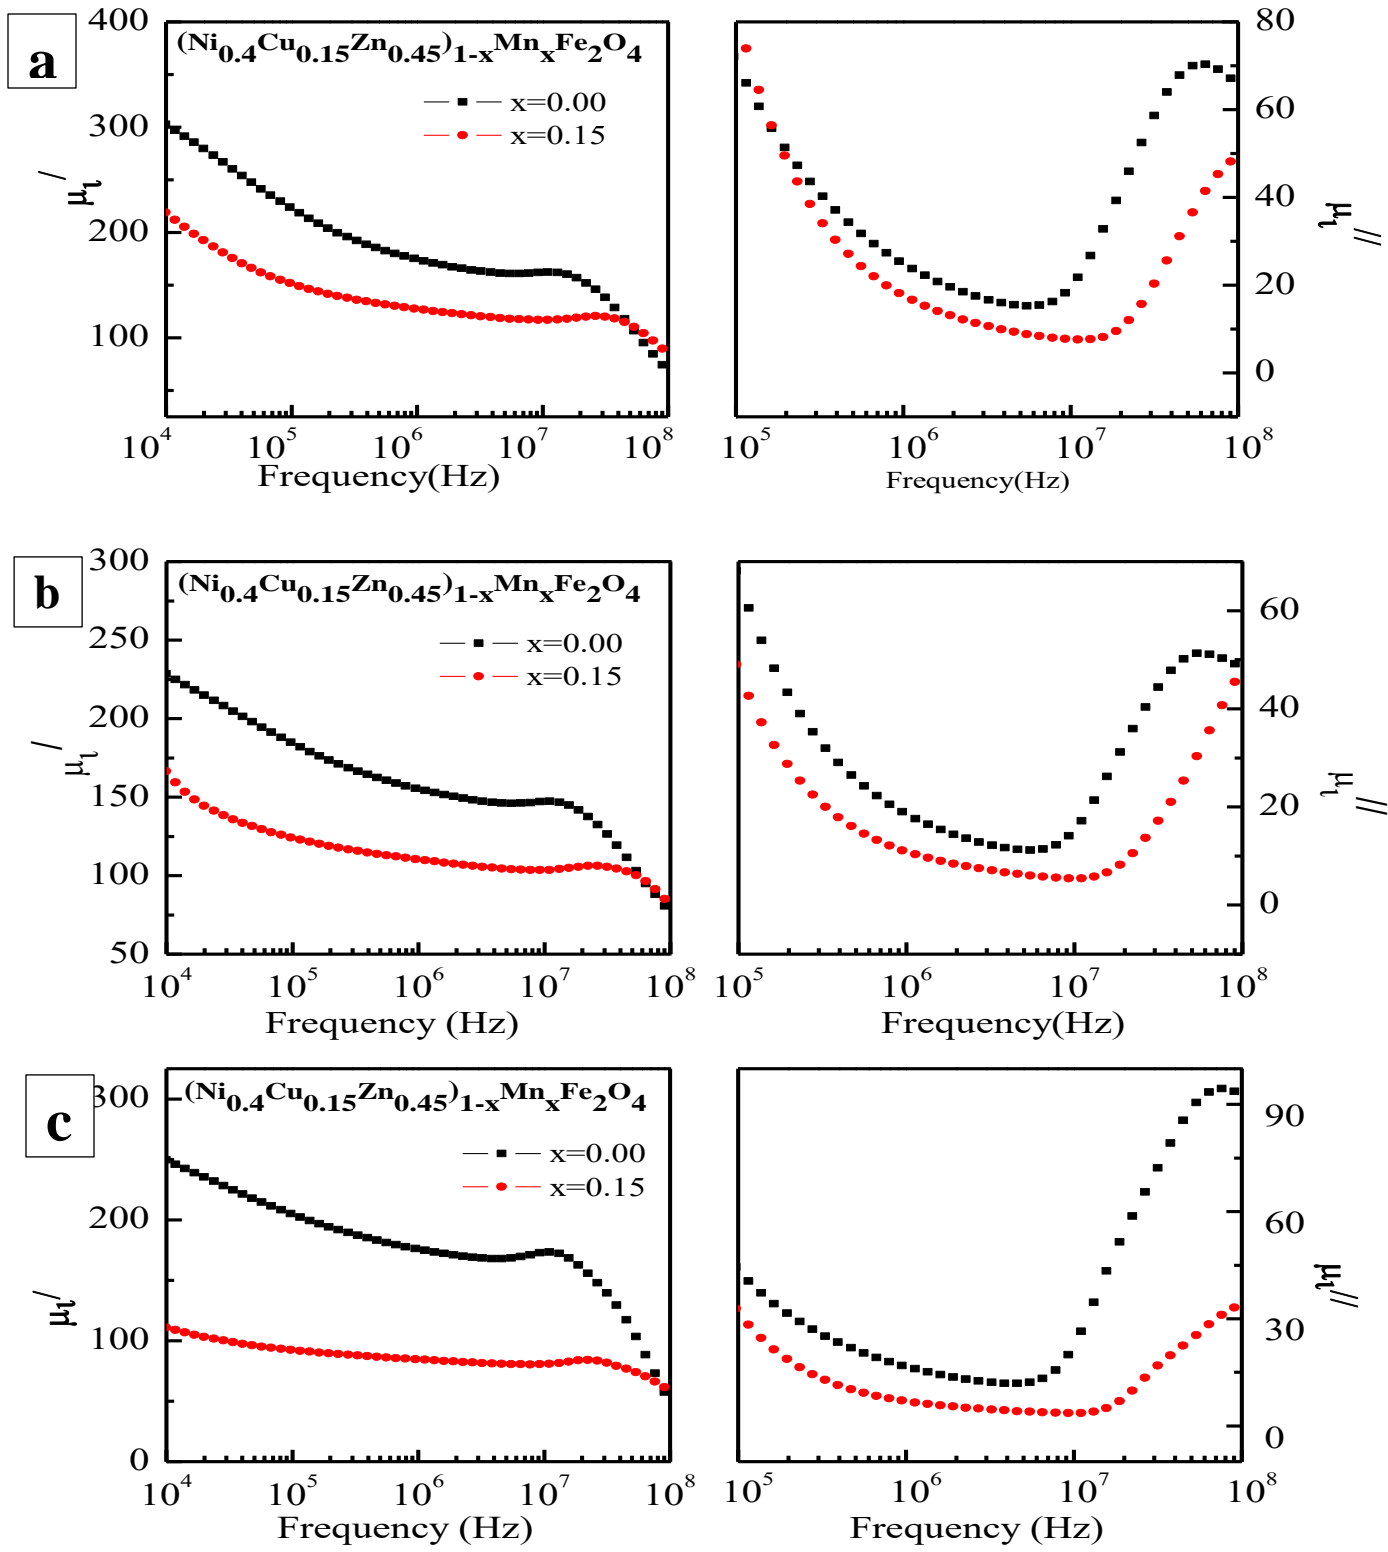 a
(Ni0.4Cu0.15Zn0.45)1-xMnxFe2O4
x=0.00
x=0.15
400
300
200
100
μι/
10^4 10^5 10^6 10^7 10^8
Frequency(Hz)
80
60
40
20
0
μι//
10^5 10^6 10^7 10^8
Frequency(Hz)
b
(Ni0.4Cu0.15Zn0.45)1-xMnxFe2O4
x=0.00
x=0.15
300
250
200
150
100
50
μι/
10^4 10^5 10^6 10^7 10^8
Frequency (Hz)
60
40
20
0
μι//
10^5 10^6 10^7 10^8
Frequency(Hz)
c
(Ni0.4Cu0.15Zn0.45)1-xMnxFe2O4
x=0.00
x=0.15
300
200
100
0
μι/
10^4 10^5 10^6 10^7 10^8
Frequency (Hz)
90
60
30
0
μι//
10^5 10^6 10^7 10^8
Frequency (Hz)